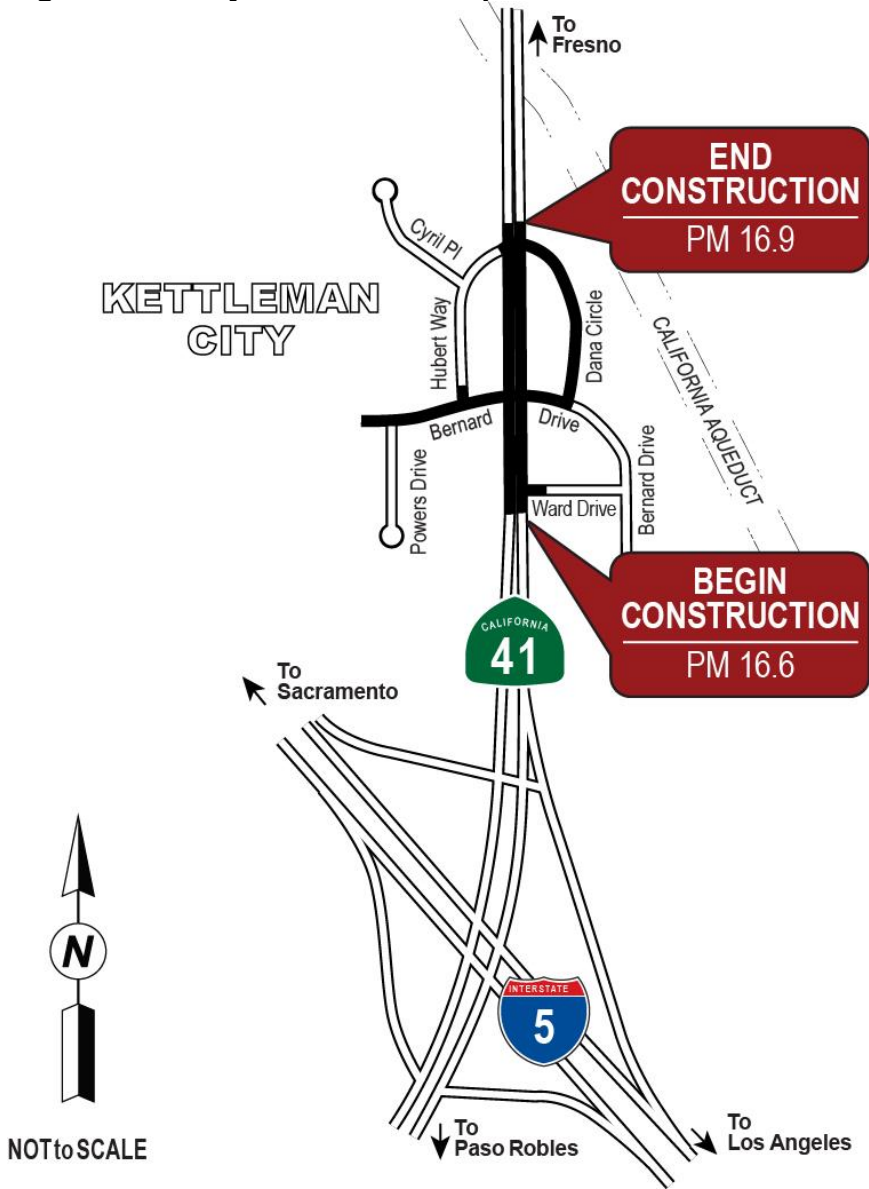 To
Fresno
END
CONSTRUCTION
PM 16.9
Cyril Pl
KETTLEMAN
CITY
Hubert Way
Dana Circle
CALIFORNIA AQUEDUCT
Bernard
Drive
Powers Drive
Bernard Drive
Ward Drive
BEGIN
CONSTRUCTION
PM 16.6
CALIFORNIA
41
To
Sacramento
N
INTERSTATE
5
NOT to SCALE
To
Paso Robles
To
Los Angeles